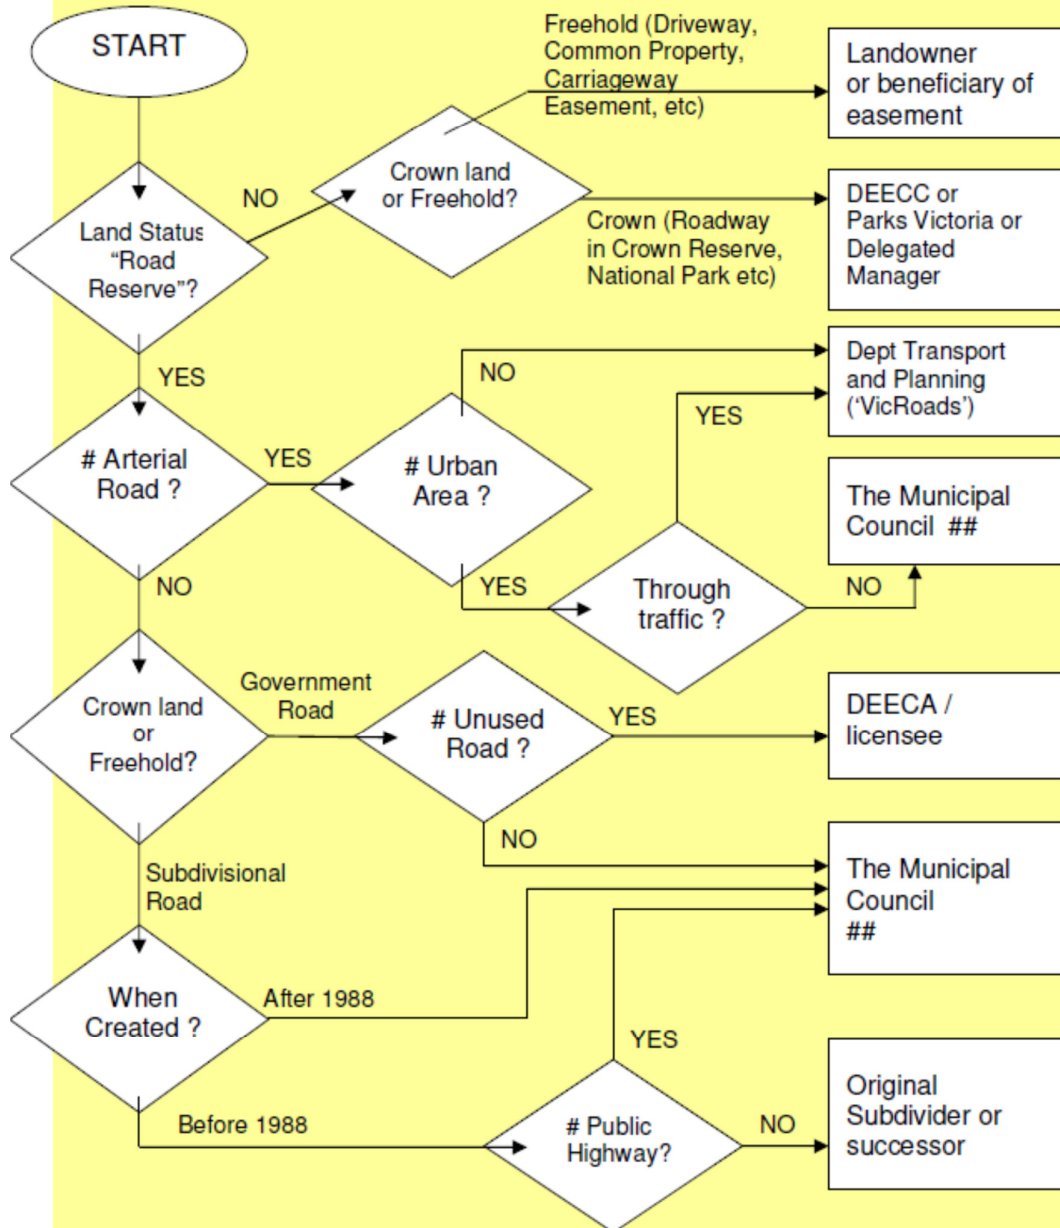 START
Freehold (Driveway,
Common Property,
Carriageway
Easement, etc)
Landowner
or beneficiary of
easement
Land Status
“Road
Reserve”?
NO
Crown land
or Freehold?
Crown (Roadway
in Crown Reserve,
National Park etc)
DEECC or
Parks Victoria or
Delegated
Manager
YES
# Arterial
Road ?
YES
# Urban
Area ?
NO
YES
Dept Transport
and Planning
(‘VicRoads’)
YES
Through
traffic ?
NO
The Municipal
Council ##
NO
Crown land
or
Freehold?
Government
Road
# Unused
Road ?
YES
DEECA /
licensee
NO
Subdivisional
Road
The Municipal
Council
##
When
Created ?
After 1988
Before 1988
YES
# Public
Highway?
NO
Original
Subdivider or
successor